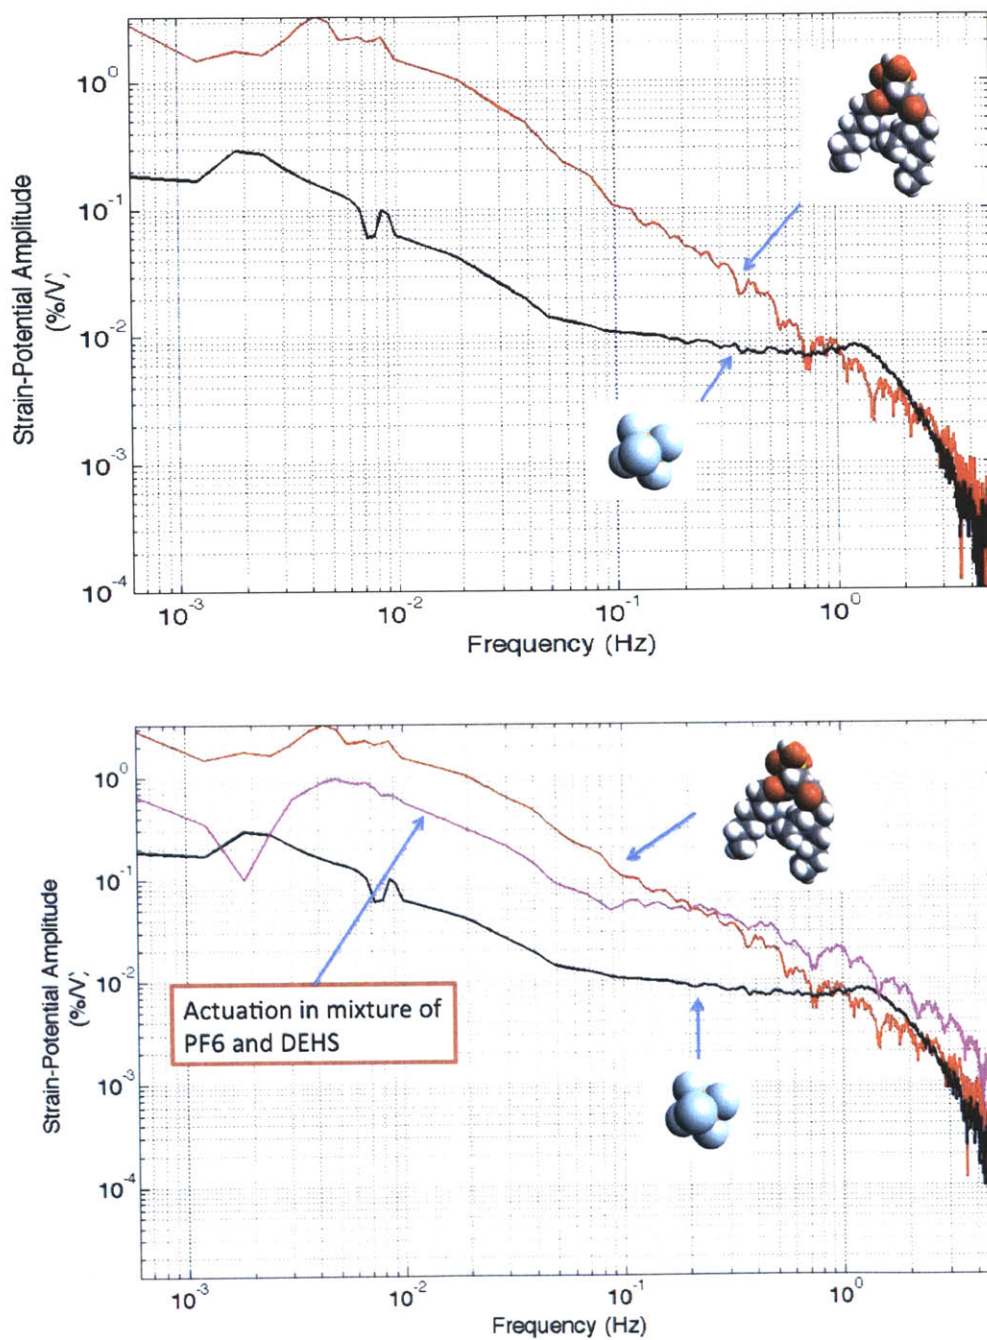 10^0
10^-1
10^-2
10^-3
10^-4
Strain-Potential Amplitude
(%/V)
10^-3
10^-2
10^-1
10^0
Frequency (Hz)
10^0
10^-1
10^-2
10^-3
10^-4
Strain-Potential Amplitude
(%/V)
Actuation in mixture of
PF6 and DEHS
10^-3
10^-2
10^-1
10^0
Frequency (Hz)